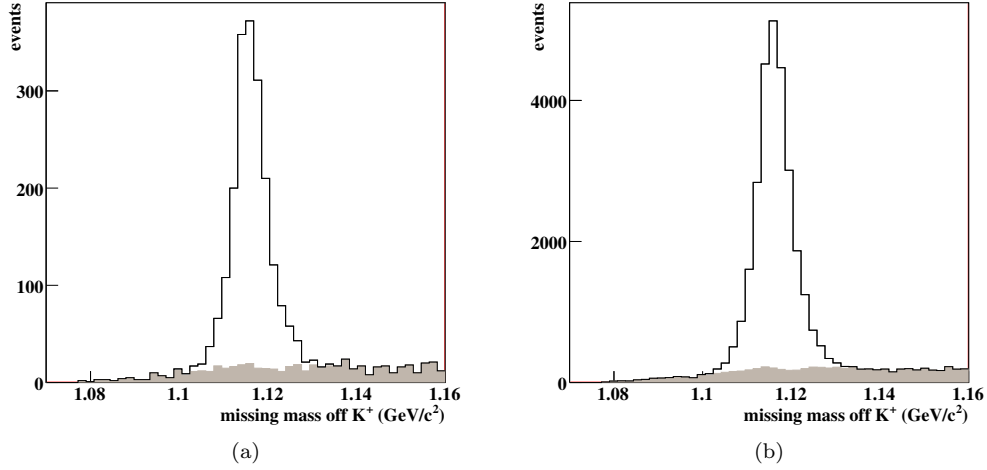 events
300
200
100
0
1.08 1.1 1.12 1.14 1.16
missing mass off K⁺ (GeV/c²)
(a)
events
4000
2000
0
1.08 1.1 1.12 1.14 1.16
missing mass off K⁺ (GeV/c²)
(b)